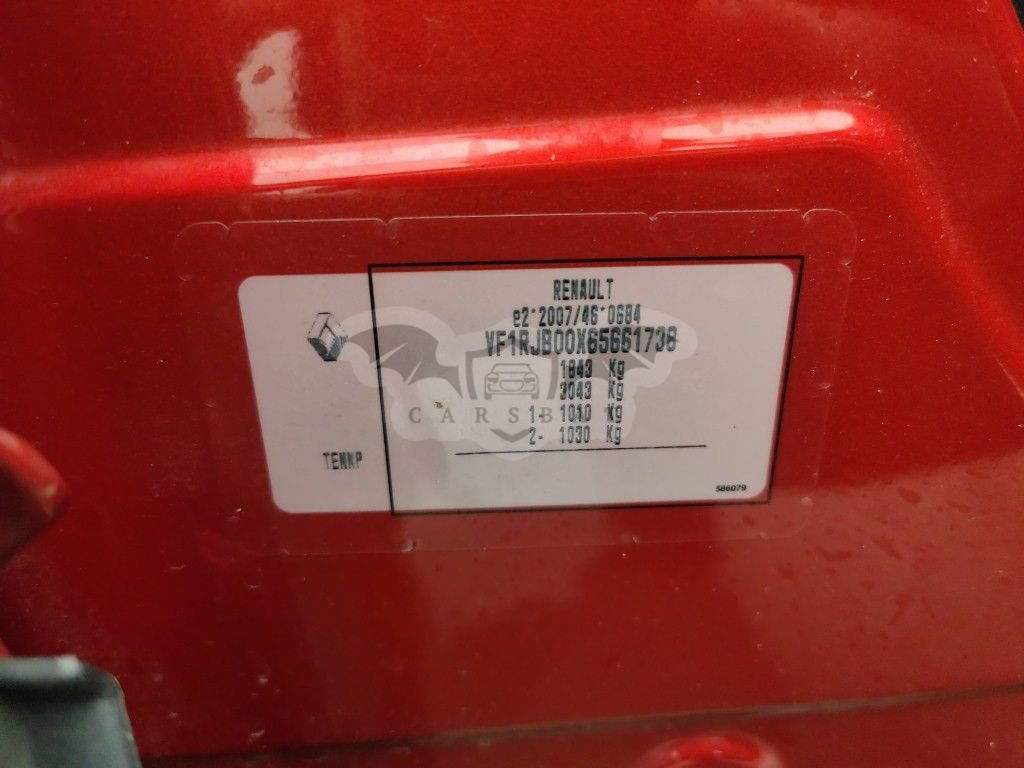 RENAULT
e2*2007/46*0684
VF1RJB00X65661738
1843 Kg
3043 Kg
1- 1010 Kg
2- 1030 Kg
TENNP
586079